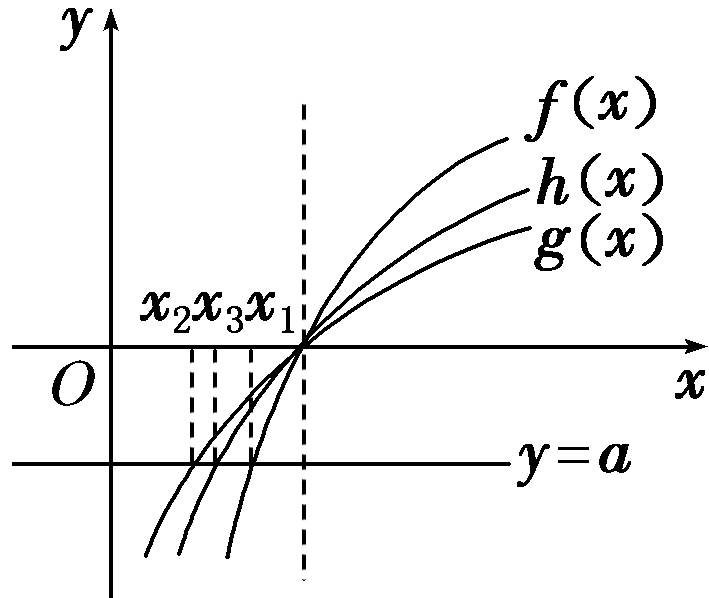 y
f(x)
h(x)
g(x)
x₂x₃x₁
O
x
y=a